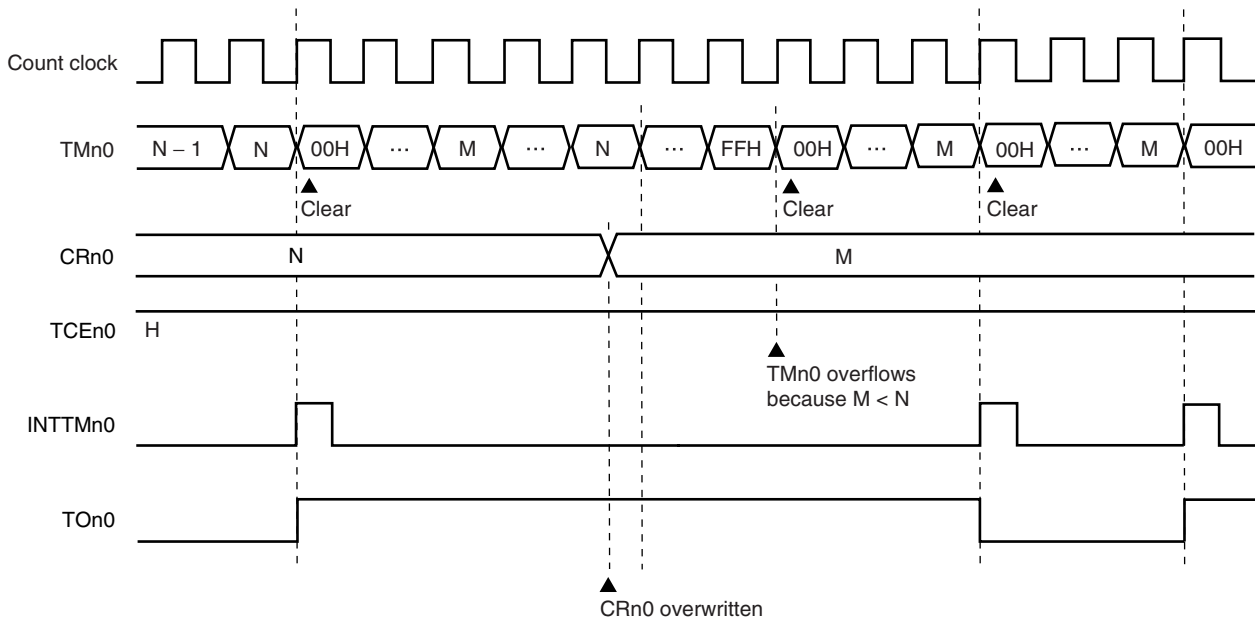 Count clock
TMn0 N – 1 N 00H ... M ... N ... FFH 00H ... M 00H ... M 00H
Clear Clear Clear
CRn0 N M
TCEn0 H
TMn0 overflows
because M < N
INTTMn0
TOn0
CRn0 overwritten